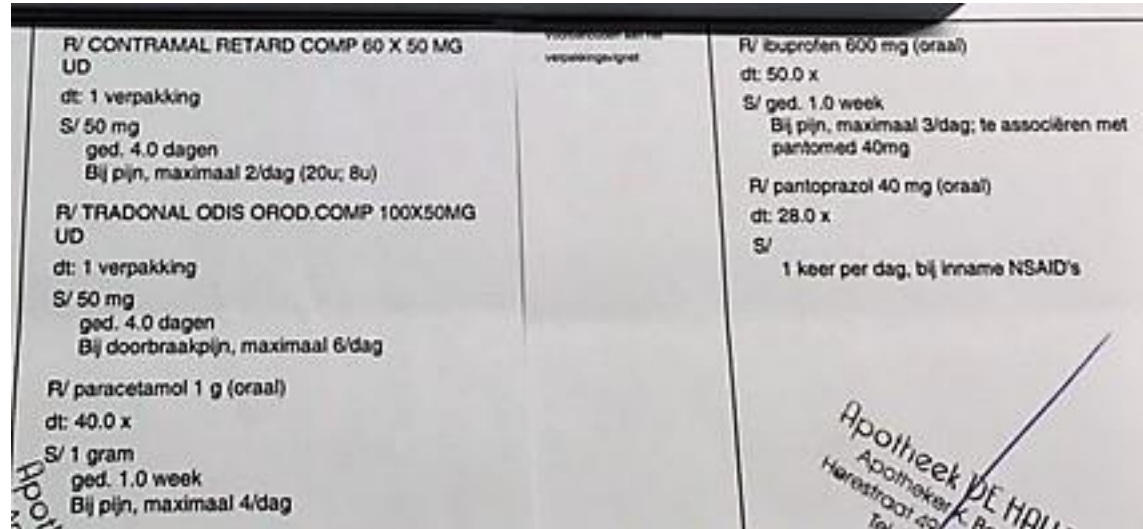 R/ CONTRAMAL RETARD COMP 60 X 50 MG
UD
dt: 1 verpakking
S/ 50 mg
ged. 4.0 dagen
Bij pijn, maximaal 2/dag (20u; 8u)
R/ TRADONAL ODIS OROD.COMP 100X50MG
UD
dt: 1 verpakking
S/ 50 mg
ged. 4.0 dagen
Bij doorbraakpijn, maximaal 6/dag
R/ paracetamol 1 g (oraal)
dt: 40.0 x
S/ 1 gram
ged. 1.0 week
Bij pijn, maximaal 4/dag
Apot
verpakkingsvignet
R/ ibuprofen 600 mg (oraal)
dt: 50.0 x
S/ ged. 1.0 week
Bij pijn, maximaal 3/dag; te associëren met
pantomed 40mg
R/ pantoprazol 40 mg (oraal)
dt: 28.0 x
S/
1 keer per dag, bij inname NSAID's
Apotheek DE HAL
Apotheker
Tel